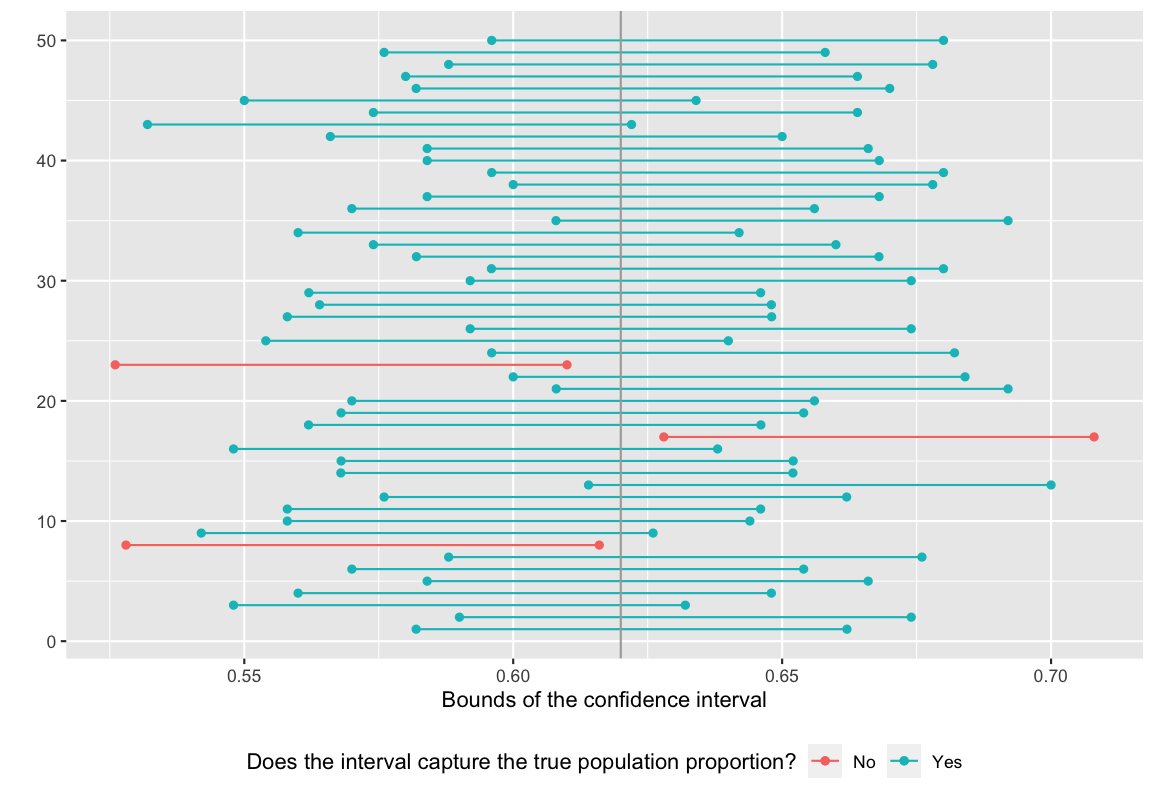 50
40
30
20
10
0
0.55 0.60 0.65 0.70
Bounds of the confidence interval
Does the interval capture the true population proportion? No Yes